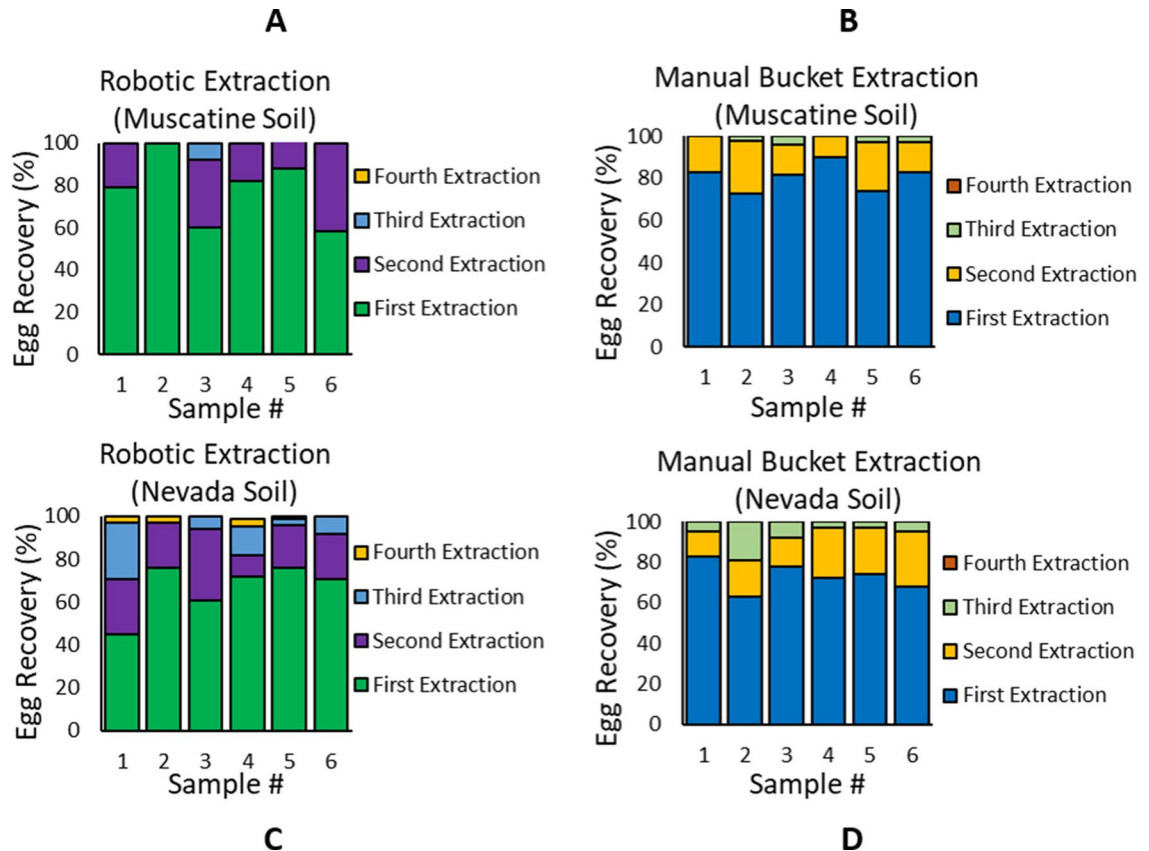 A
Robotic Extraction
(Muscatine Soil)
Egg Recovery (%)
100
80
60
40
20
0
1 2 3 4 5 6
Sample #
Fourth Extraction
Third Extraction
Second Extraction
First Extraction
B
Manual Bucket Extraction
(Muscatine Soil)
Egg Recovery (%)
100
80
60
40
20
0
1 2 3 4 5 6
Sample #
Fourth Extraction
Third Extraction
Second Extraction
First Extraction
Robotic Extraction
(Nevada Soil)
Egg Recovery (%)
100
80
60
40
20
0
1 2 3 4 5 6
Sample #
Fourth Extraction
Third Extraction
Second Extraction
First Extraction
C
Manual Bucket Extraction
(Nevada Soil)
Egg Recovery (%)
100
80
60
40
20
0
1 2 3 4 5 6
Sample #
Fourth Extraction
Third Extraction
Second Extraction
First Extraction
D